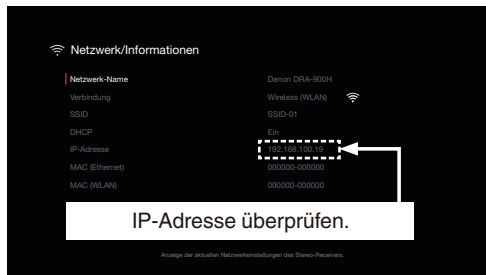 Netzwerk/Informationen
Netzwerk-Name Denon DRA-900H
Verbindung Wireless (WLAN)
SSID SSID-01
DHCP Ein
IP-Adresse 192.168.100.19
MAC (Ethernet) 000000-000000
MAC (WLAN) 000000-000000
IP-Adresse überprüfen.
Anzeige der aktuellen Netzwerkeinstellungen des Stereo-Receivers.